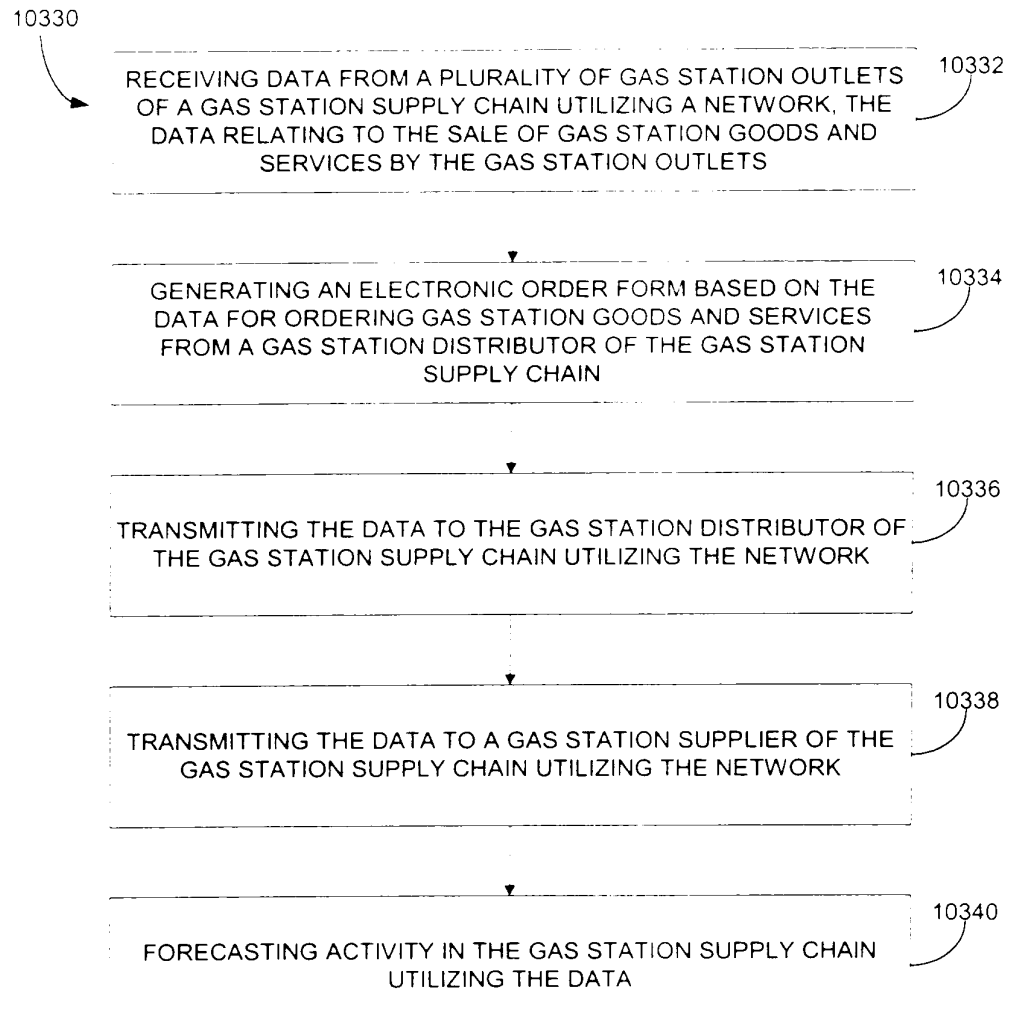 10330
RECEIVING DATA FROM A PLURALITY OF GAS STATION OUTLETS
OF A GAS STATION SUPPLY CHAIN UTILIZING A NETWORK, THE
DATA RELATING TO THE SALE OF GAS STATION GOODS AND
SERVICES BY THE GAS STATION OUTLETS
10332
GENERATING AN ELECTRONIC ORDER FORM BASED ON THE
DATA FOR ORDERING GAS STATION GOODS AND SERVICES
FROM A GAS STATION DISTRIBUTOR OF THE GAS STATION
SUPPLY CHAIN
10334
TRANSMITTING THE DATA TO THE GAS STATION DISTRIBUTOR OF
THE GAS STATION SUPPLY CHAIN UTILIZING THE NETWORK
10336
TRANSMITTING THE DATA TO A GAS STATION SUPPLIER OF THE
GAS STATION SUPPLY CHAIN UTILIZING THE NETWORK
10338
FORECASTING ACTIVITY IN THE GAS STATION SUPPLY CHAIN
UTILIZING THE DATA
10340